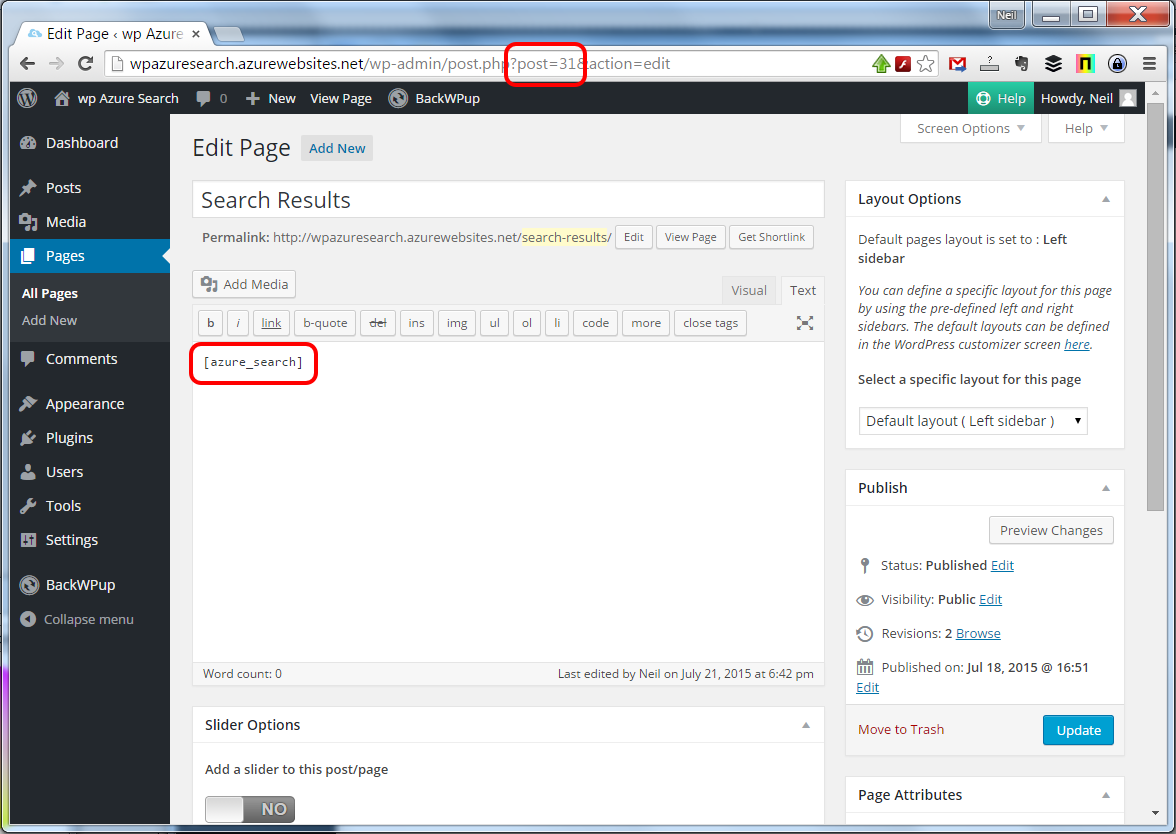 Neil
Edit Page ‹ wp Azure
wpazuresearch.azurewebsites.net/wp-admin/post.php?post=31&action=edit
wp Azure Search 0 New View Page BackWPup Help Howdy, Neil
Screen Options Help
Dashboard
Posts
Media
Pages
All Pages
Add New
Comments
Appearance
Plugins
Users
Tools
Settings
BackWPup
Collapse menu
Edit Page Add New
Search Results
Permalink: http://wpazuresearch.azurewebsites.net/search-results/ Edit View Page Get Shortlink
Add Media
Visual Text
b i link b-quote del ins img ul ol li code more close tags
[azure_search]
Word count: 0 Last edited by Neil on July 21, 2015 at 6:42 pm
Slider Options
Add a slider to this post/page
NO
Layout Options
Default pages layout is set to : Left
sidebar
You can define a specific layout for this page
by using the pre-defined left and right
sidebars. The default layouts can be defined
in the WordPress customizer screen here.
Select a specific layout for this page
Default layout ( Left sidebar )
Publish
Preview Changes
Status: Published Edit
Visibility: Public Edit
Revisions: 2 Browse
Published on: Jul 18, 2015 @ 16:51
Edit
Move to Trash Update
Page Attributes